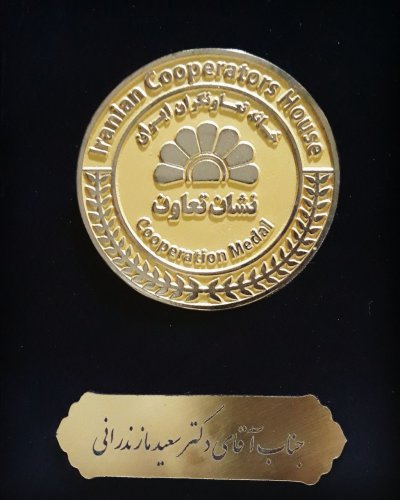 Iranian Cooperators House
خانه تعاونگران ایران
نشان تعاون
Cooperation Medal
جناب آقای دکتر سعید مازندرانی